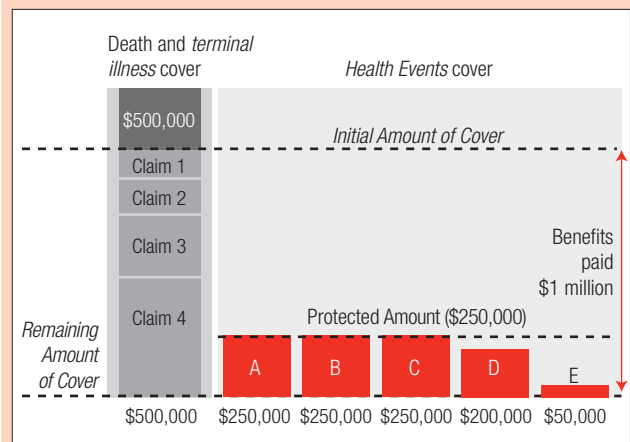 Death and terminal
illness cover
Health Events cover
$500,000
Initial Amount of Cover
Claim 1
Claim 2
Claim 3
Claim 4
Benefits
paid
$1 million
Protected Amount ($250,000)
Remaining
Amount
of Cover
A
B
C
D
E
$500,000 $250,000 $250,000 $250,000 $200,000 $50,000